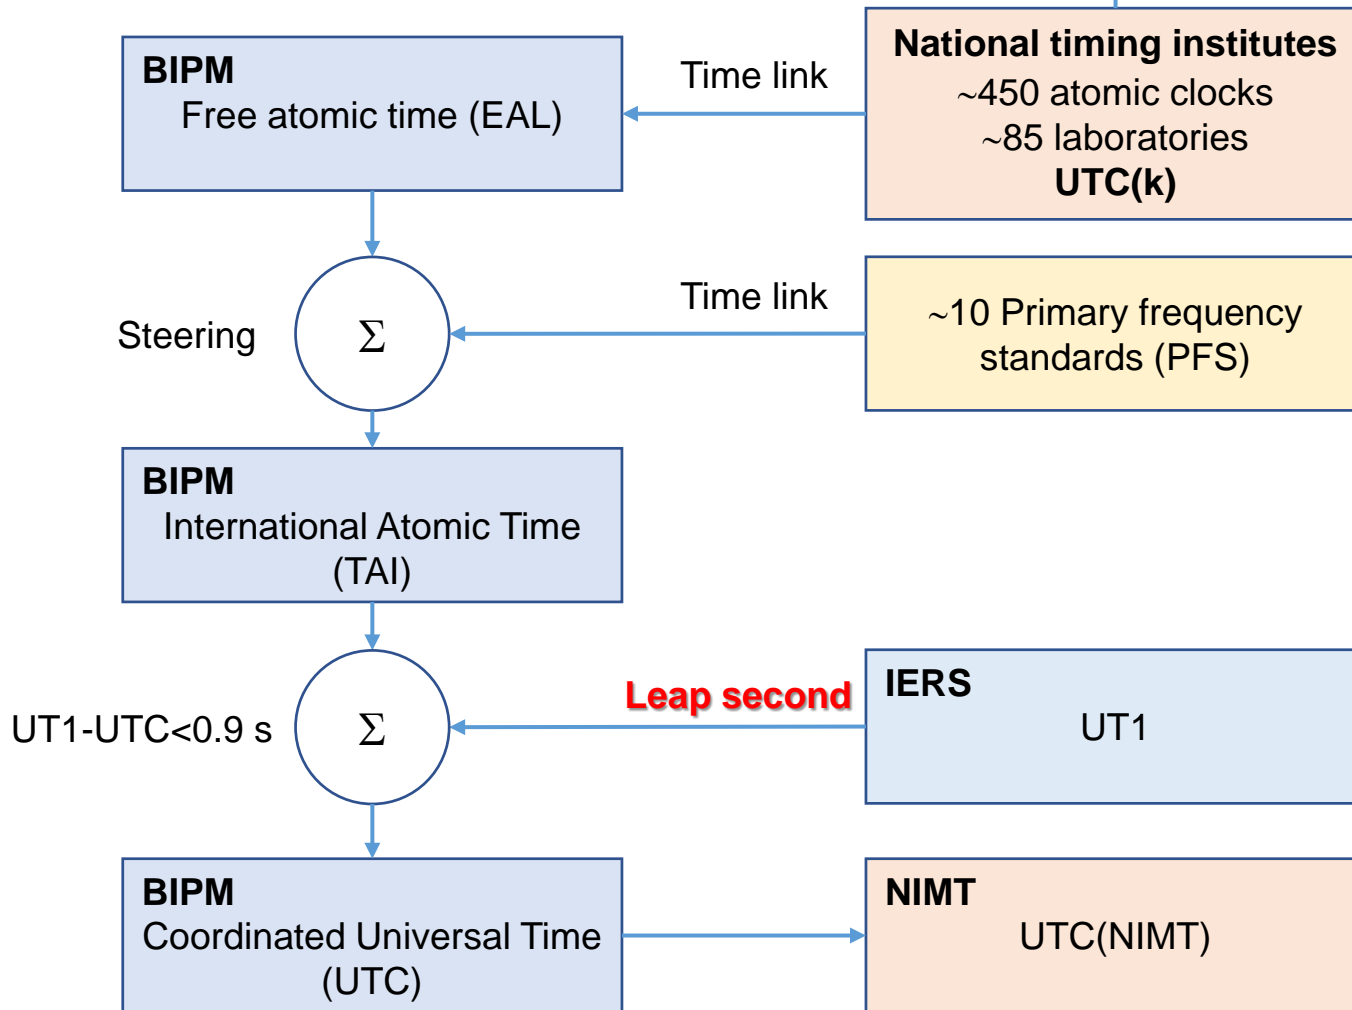 BIPM
Free atomic time (EAL)
Time link
National timing institutes
~450 atomic clocks
~85 laboratories
UTC(k)
Steering
Σ
Time link
~10 Primary frequency
standards (PFS)
BIPM
International Atomic Time
(TAI)
UT1-UTC<0.9 s
Σ
Leap second
IERS
UT1
BIPM
Coordinated Universal Time
(UTC)
NIMT
UTC(NIMT)